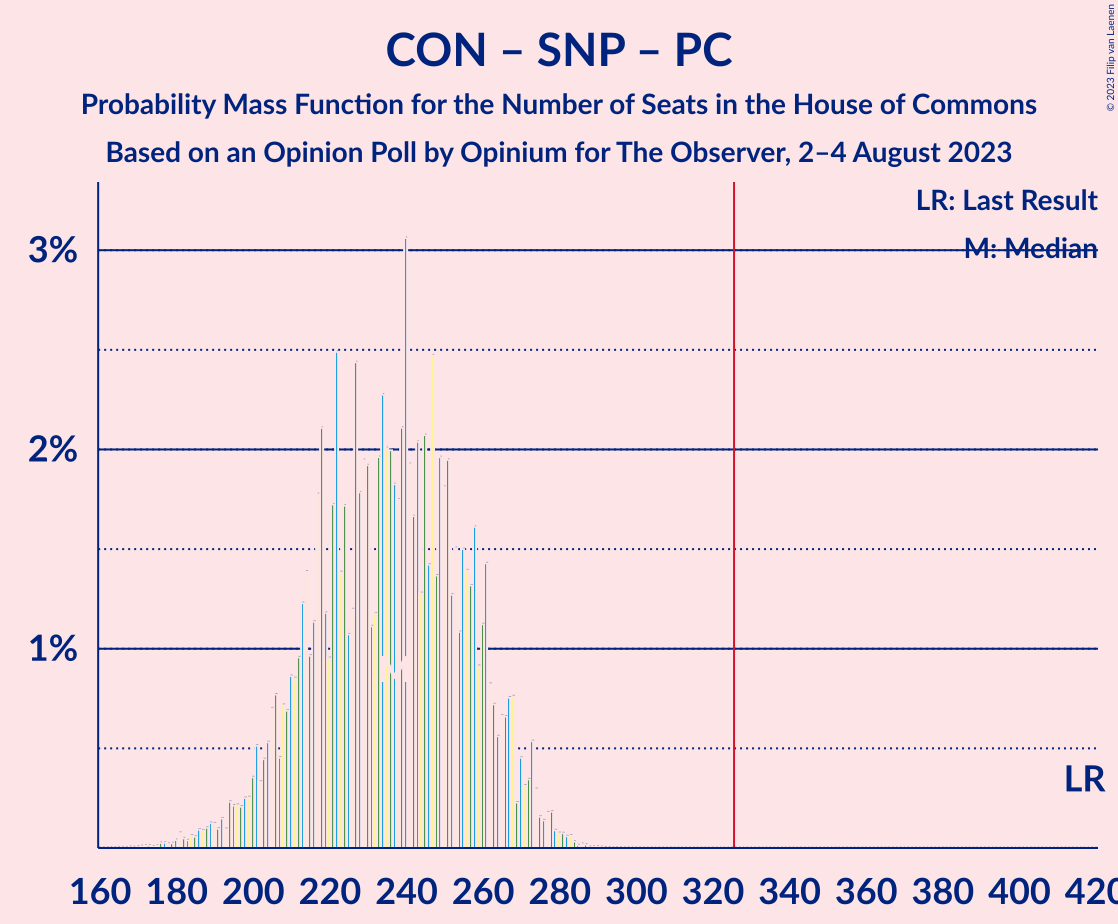 CON – SNP – PC
Probability Mass Function for the Number of Seats in the House of Commons
Based on an Opinion Poll by Opinium for The Observer, 2–4 August 2023
© 2023 Filip van Laenen
LR: Last Result
M: Median
3%
2%
1%
M
LR
160 180 200 220 240 260 280 300 320 340 360 380 400 420